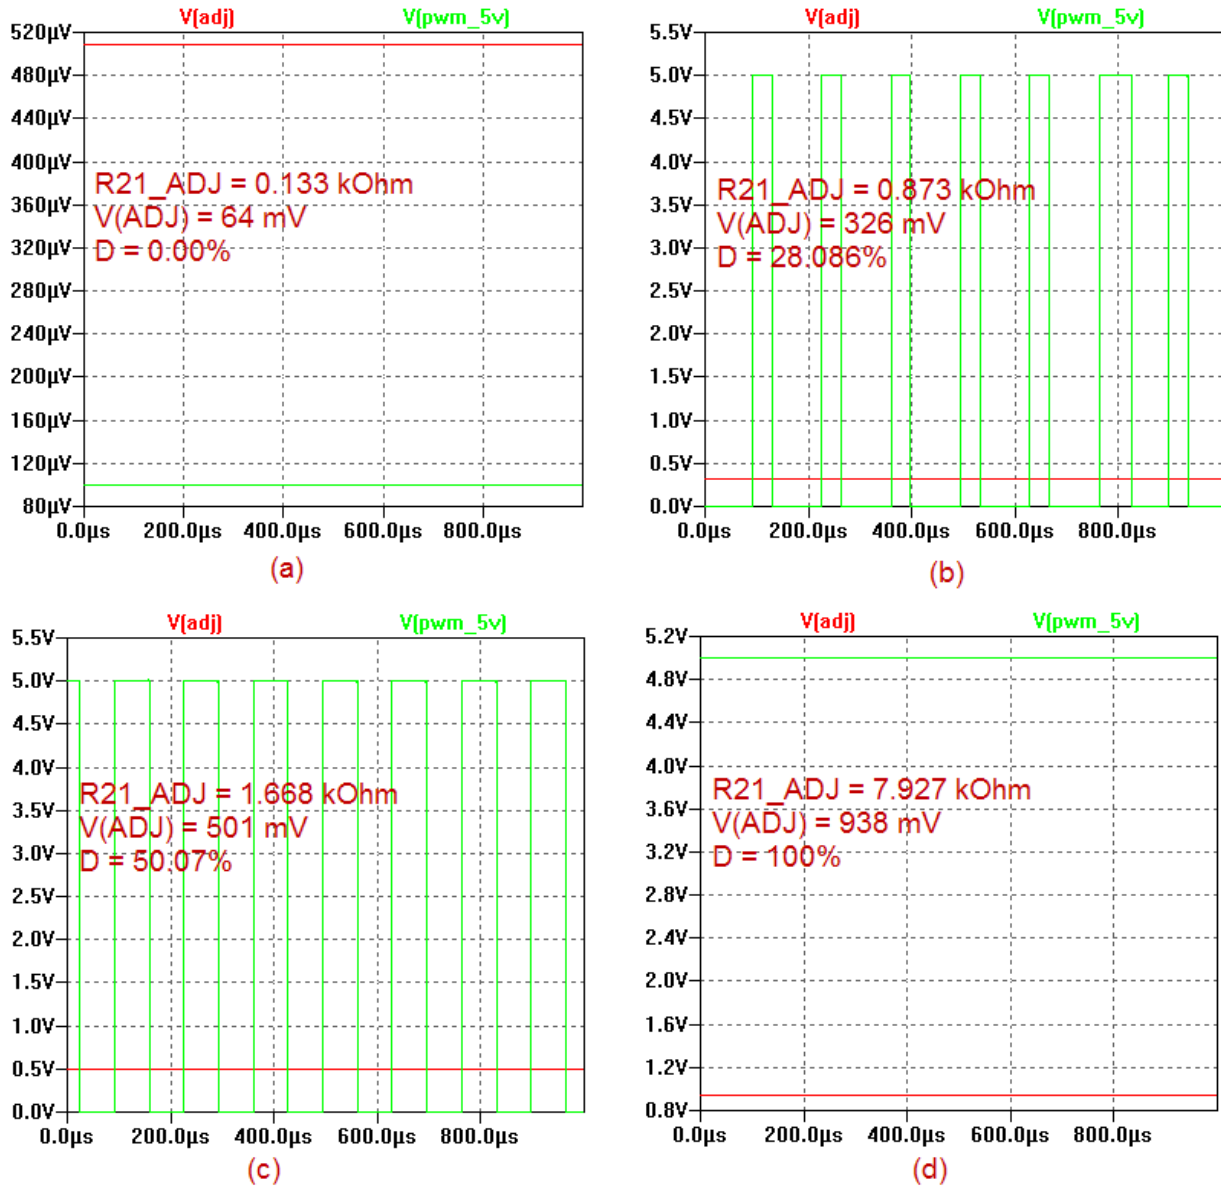 V(adj) V(pwm_5v)
520µV
480µV
440µV
400µV
360µV
320µV
280µV
240µV
200µV
160µV
120µV
80µV
R21_ADJ = 0.133 kOhm
V(ADJ) = 64 mV
D = 0.00%
0.0µs 200.0µs 400.0µs 600.0µs 800.0µs
(a)
V(adj) V(pwm_5v)
5.5V
5.0V
4.5V
4.0V
3.5V
3.0V
2.5V
2.0V
1.5V
1.0V
0.5V
0.0V
R21_ADJ = 0.873 kOhm
V(ADJ) = 326 mV
D = 28.086%
0.0µs 200.0µs 400.0µs 600.0µs 800.0µs
(b)
V(adj) V(pwm_5v)
5.5V
5.0V
4.5V
4.0V
3.5V
3.0V
2.5V
2.0V
1.5V
1.0V
0.5V
0.0V
R21_ADJ = 1.668 kOhm
V(ADJ) = 501 mV
D = 50.07%
0.0µs 200.0µs 400.0µs 600.0µs 800.0µs
(c)
V(adj) V(pwm_5v)
5.2V
4.8V
4.4V
4.0V
3.6V
3.2V
2.8V
2.4V
2.0V
1.6V
1.2V
0.8V
R21_ADJ = 7.927 kOhm
V(ADJ) = 938 mV
D = 100%
0.0µs 200.0µs 400.0µs 600.0µs 800.0µs
(d)